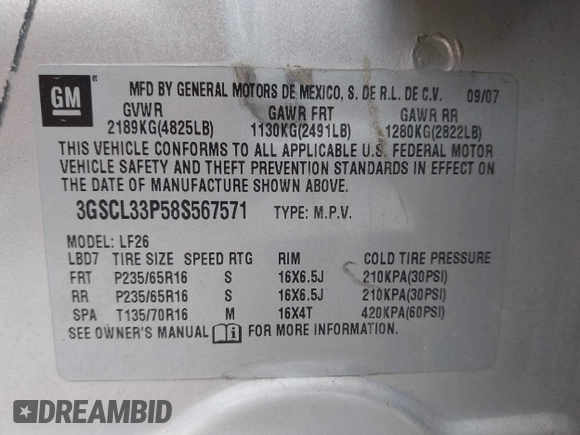 GM
MFD BY GENERAL MOTORS DE MEXICO, S. DE R.L. DE C.V. 09/07
GVWR GAWR FRT GAWR RR
2189KG(4825LB) 1130KG(2491LB) 1280KG(2822LB)
THIS VEHICLE CONFORMS TO ALL APPLICABLE U.S. FEDERAL MOTOR
VEHICLE SAFETY AND THEFT PREVENTION STANDARDS IN EFFECT ON
THE DATE OF MANUFACTURE SHOWN ABOVE.
3GSCL33P58S567571 TYPE: M.P.V.
MODEL: LF26
LBD7 TIRE SIZE SPEED RTG RIM COLD TIRE PRESSURE
FRT P235/65R16 S 16X6.5J 210KPA(30PSI)
RR P235/65R16 S 16X6.5J 210KPA(30PSI)
SPA T135/70R16 M 16X4T 420KPA(60PSI)
SEE OWNER'S MANUAL FOR MORE INFORMATION.
DREAMBID